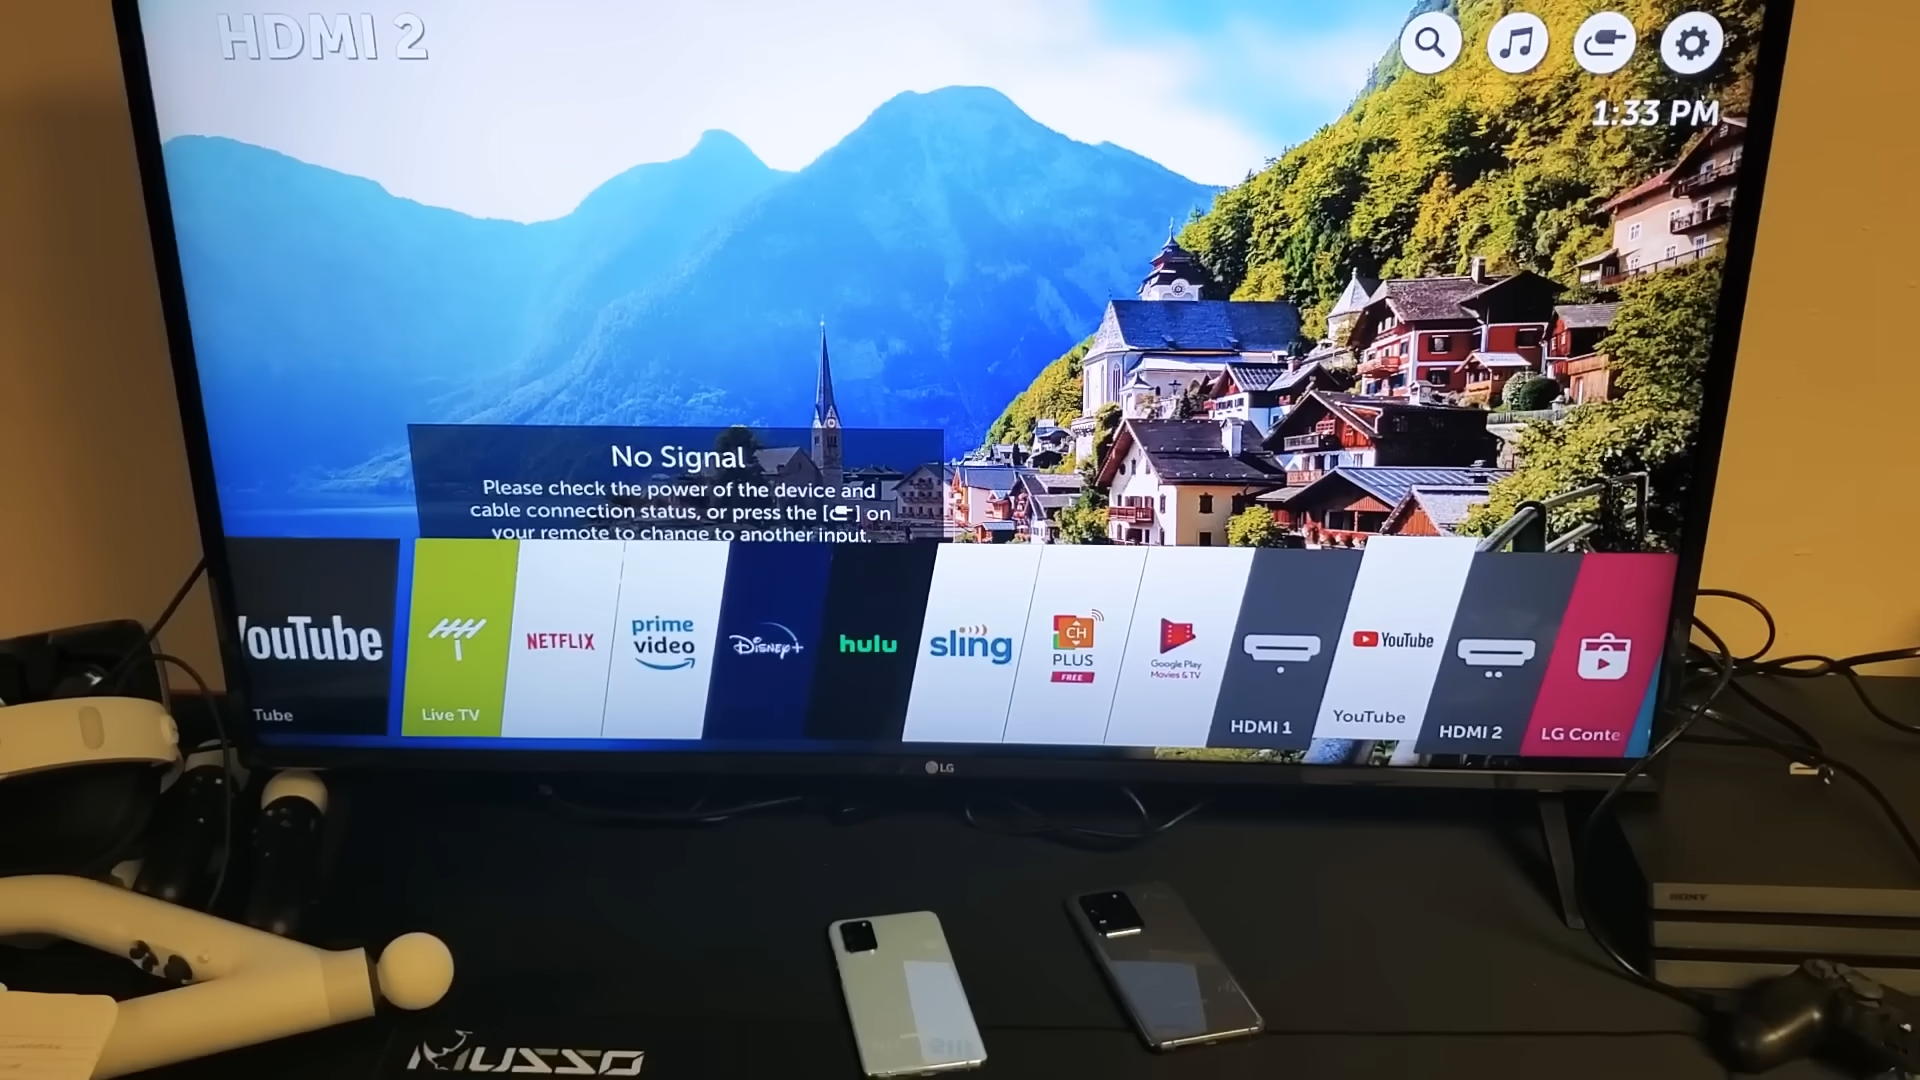 HDMI 2
1:33 PM
No Signal
Please check the power of the device and
cable connection status, or press the [ ] on
your remote to change to another input.
YouTube
Tube
Live TV
NETFLIX
prime
video
Disney+
hulu
sling
CH
PLUS
FREE
Google Play
Movies & TV
HDMI 1
YouTube
YouTube
HDMI 2
LG Conte
LG
SONY
MUSSO